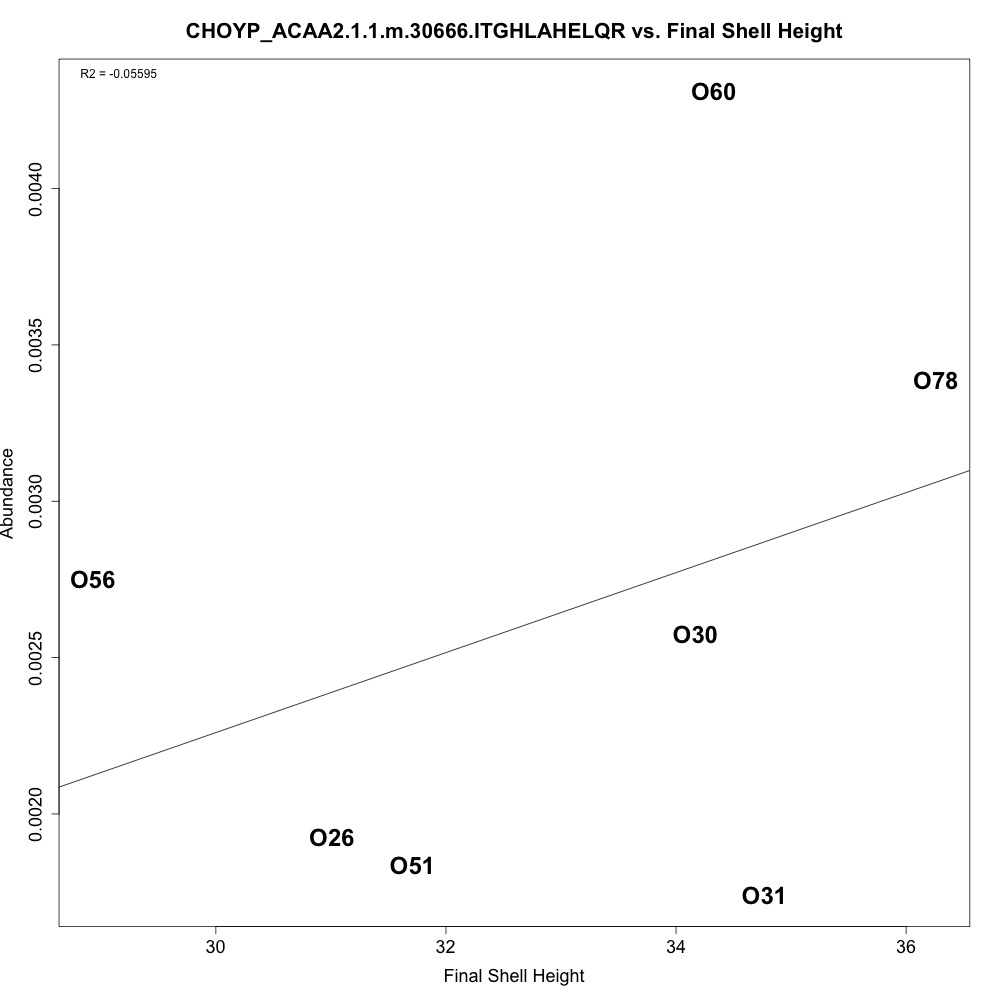 CHOYP_ACAA2.1.1.m.30666.ITGHLAHELQR vs. Final Shell Height
R2 = -0.05595
O60
O78
O56
O30
O26
O51
O31
Abundance
0.0040
0.0035
0.0030
0.0025
0.0020
30 32 34 36
Final Shell Height